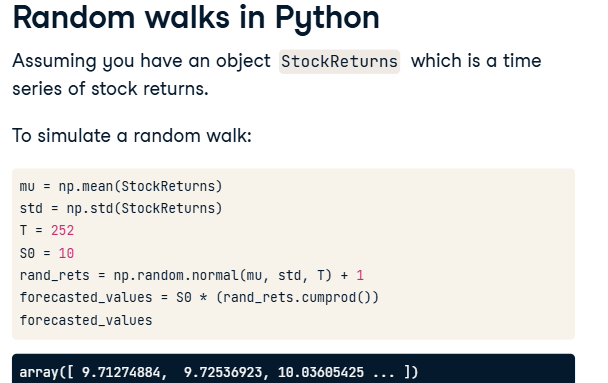 Random walks in Python
Assuming you have an object StockReturns which is a time
series of stock returns.
To simulate a random walk:
mu = np.mean(StockReturns)
std = np.std(StockReturns)
T = 252
S0 = 10
rand_rets = np.random.normal(mu, std, T) + 1
forecasted_values = S0 * (rand_rets.cumprod())
forecasted_values
array([ 9.71274884,  9.72536923, 10.03605425 ... ])